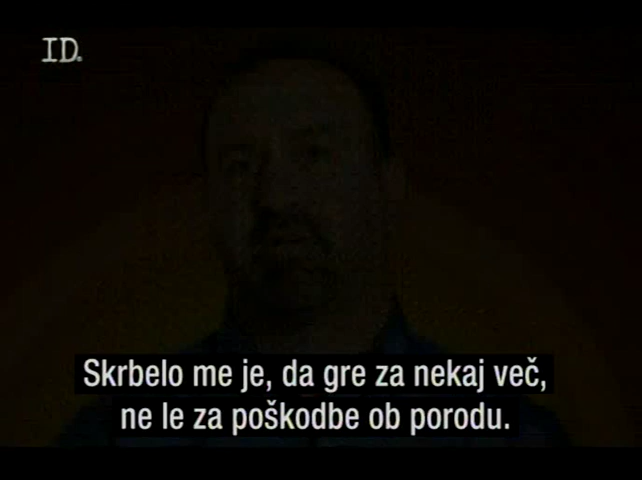 ID.
Skrbelo me je, da gre za nekaj več,
ne le za poškodbe ob porodu.